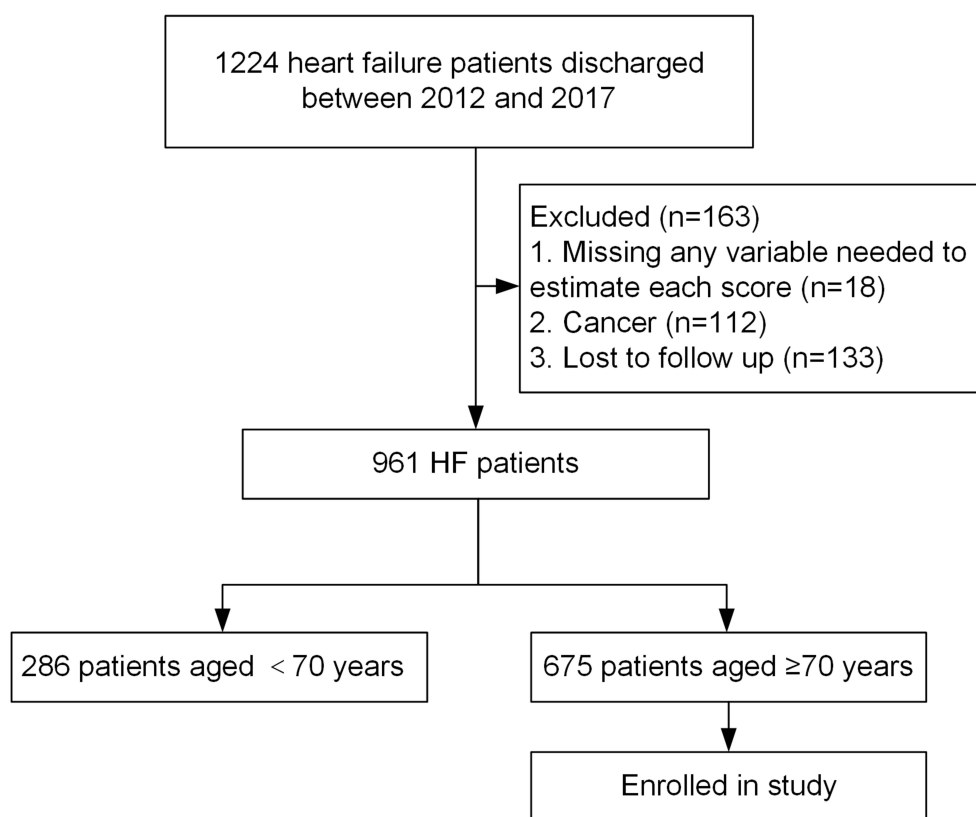 1224 heart failure patients discharged
between 2012 and 2017
Excluded (n=163)
1. Missing any variable needed to
estimate each score (n=18)
2. Cancer (n=112)
3. Lost to follow up (n=133)
961 HF patients
286 patients aged < 70 years
675 patients aged ≥70 years
Enrolled in study